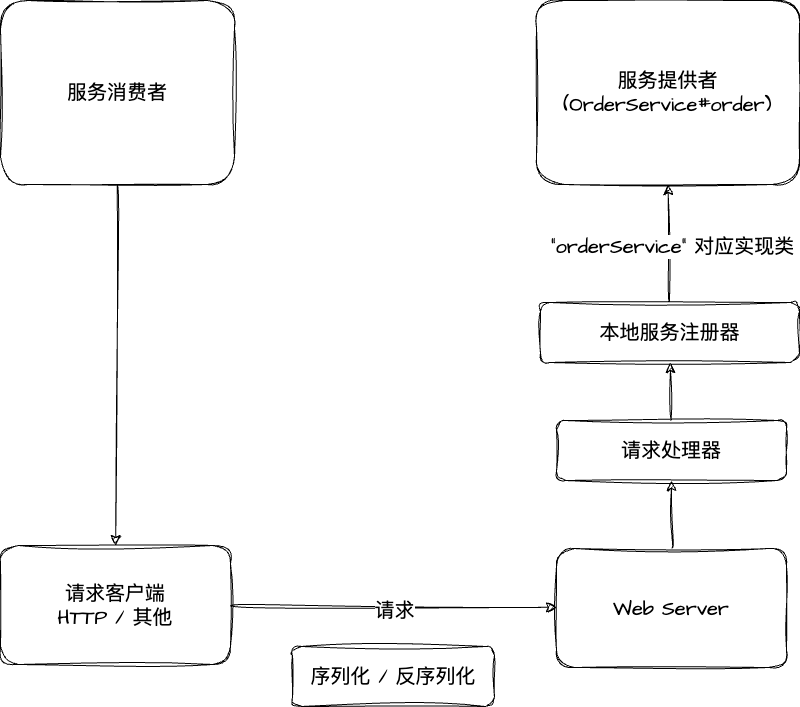 服务消费者
服务提供者
(OrderService#order)
"orderService" 对应实现类
本地服务注册器
请求处理器
请求客户端
HTTP / 其他
请求
Web Server
序列化 / 反序列化